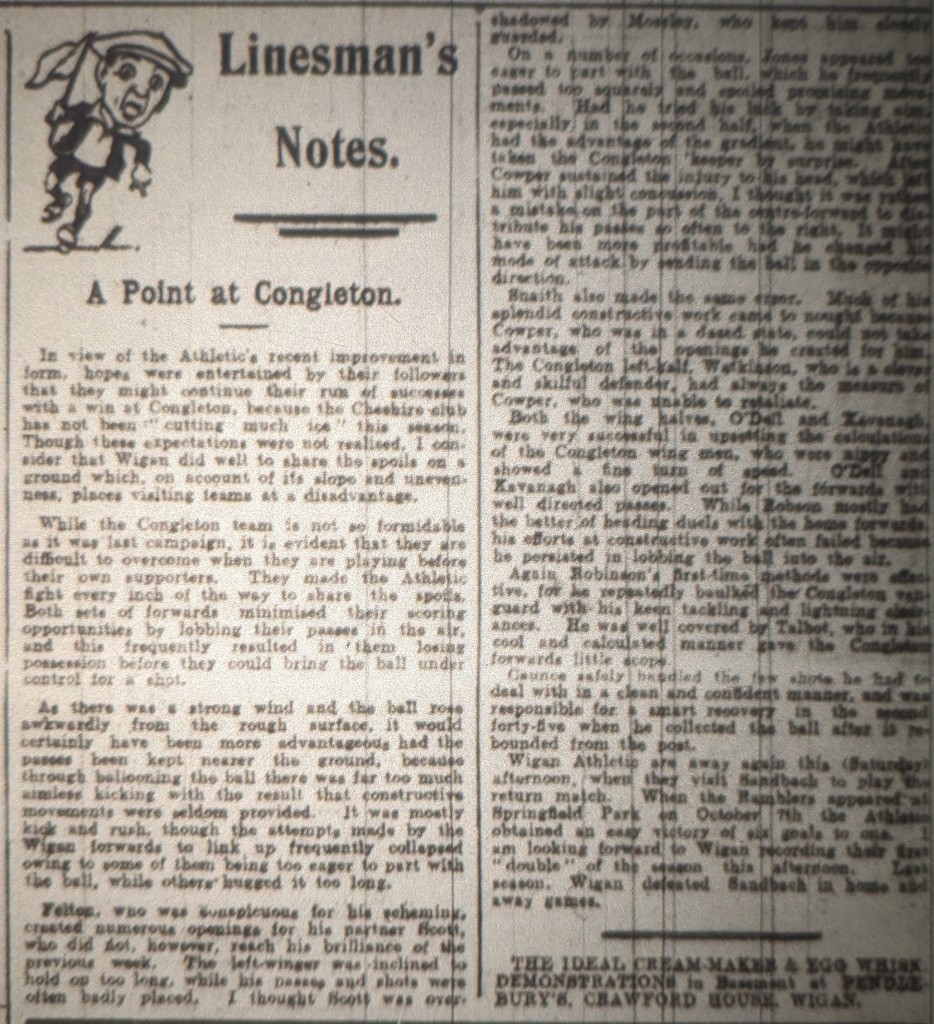 Linesman's
Notes.
A Point at Congleton.
In view of the Athletic's recent improvement in
form, hopes were entertained by their followers
that they might continue their run of successes
with a win at Congleton, because the Cheshire club
has not been "cutting much ice" this season.
Though these expectations were not realised, I con-
sider that Wigan did well to share the spoils on a
ground which, on account of its slope and uneven-
ness, places visiting teams at a disadvantage.
While the Congleton team is not so formidable
as it was last campaign, it is evident that they are
difficult to overcome when they are playing before
their own supporters. They made the Athletic
fight every inch of the way to share the spoils.
Both sets of forwards minimised their scoring
opportunities by lobbing their passes in the air,
and this frequently resulted in them losing
possession before they could bring the ball under
control for a shot.
As there was a strong wind and the ball rose
awkwardly from the rough surface, it would
certainly have been more advantageous had the
passes been kept nearer the ground, because
through ballooning the ball there was far too much
aimless kicking with the result that constructive
movements were seldom provided. It was mostly
kick and rush, though the attempts made by the
Wigan forwards to link up frequently collapsed
owing to some of them being too eager to part with
the ball, while others hugged it too long.
Felton, who was conspicuous for his scheming,
created numerous openings for his partner Scott,
who did not, however, reach his brilliance of the
previous week. The left-winger was inclined to
hold on too long, while his passes and shots were
often badly placed. I thought Scott was over-
shadowed by Moseley, who kept him closely
guarded.
On a number of occasions, Jones appeared too
eager to part with the ball, which he frequently
passed too squarely and spoiled promising move-
ments. Had he tried his luck by taking aim,
especially in the second half, when the Athletic
had the advantage of the gradient, he might have
taken the Congleton 'keeper by surprise. After
Cowper sustained the injury to his head, which left
him with slight concussion, I thought it was rather
a mistake on the part of the centre-forward to dis-
tribute his passes so often to the right. It might
have been more profitable had he changed his
mode of attack by sending the ball in the opposite
direction.
Snaith also made the same error. Much of his
splendid constructive work came to nought because
Cowper, who was in a dazed state, could not take
advantage of the openings he created for him.
The Congleton left-half, Watkinson, who is a clever
and skilful defender, had always the measure of
Cowper, who was unable to retaliate.
Both the wing halves, O'Dell and Kavanagh,
were very successful in upsetting the calculations
of the Congleton wing men, who were nippy and
showed a fine turn of speed. O'Dell and
Kavanagh also opened out for the forwards with
well directed passes. While Robson mostly had
the better of heading duels with the home forwards,
his efforts at constructive work often failed because
he persisted in lobbing the ball into the air.
Again Robinson's first-time methods were effec-
tive, for he repeatedly baulked the Congleton van-
guard with his keen tackling and lightning clear-
ances. He was well covered by Talbot, who in his
cool and calculated manner gave the Congleton
forwards little scope.
Caunce safely handled the few shots he had to
deal with in a clean and confident manner, and was
responsible for a smart recovery in the second
forty-five when he collected the ball after it re-
bounded from the post.
Wigan Athletic are away again this (Saturday)
afternoon, when they visit Sandbach to play the
return match. When the Ramblers appeared at
Springfield Park on October 7th the Athletic
obtained an easy victory of six goals to one. I
am looking forward to Wigan recording their first
"double" of the season this afternoon. Last
season, Wigan defeated Sandbach in home and
away games.
THE IDEAL CREAM-MAKER & EGG WHISK
DEMONSTRATIONS in Basement at PENDLE-
BURY'S, CRAWFORD HOUSE, WIGAN.